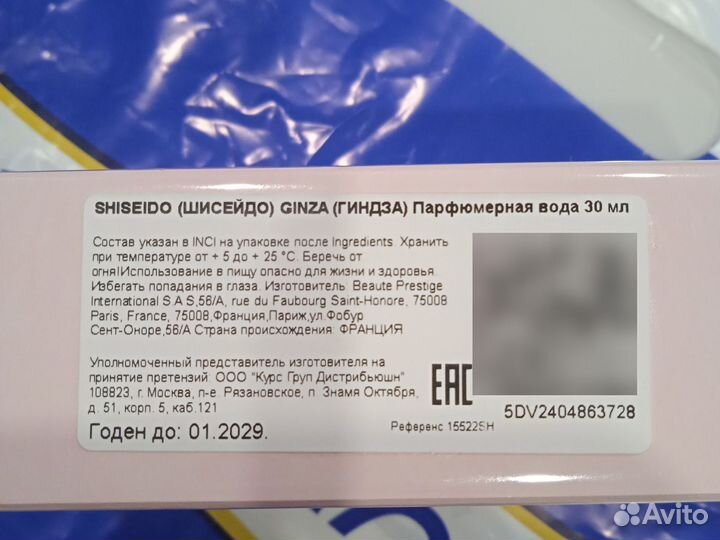 SHISEIDO (ШИСЕЙДО) GINZA (ГИНДЗА) Парфюмерная вода 30 мл
Состав указан в INCI на упаковке после Ingredients. Хранить
при температуре от + 5 до + 25 °С. Беречь от
огня!Использование в пищу опасно для жизни и здоровья.
Избегать попадания в глаза. Изготовитель: Beaute Prestige
International S A S,56/A, rue du Faubourg Saint-Honore, 75008
Paris, France, 75008,Франция,Париж,ул.Фобур
Сент-Оноре,56/А Страна происхождения: ФРАНЦИЯ
Уполномоченный представитель изготовителя на
принятие претензий: ООО "Курс Груп Дистрибьюшн"
108823, г. Москва, п-е. Рязановское, п. Знамя Октября,
д. 51, корп. 5, каб.121
Годен до: 01.2029.
EAC
5DV2404863728
Референс 15522SH
Avito